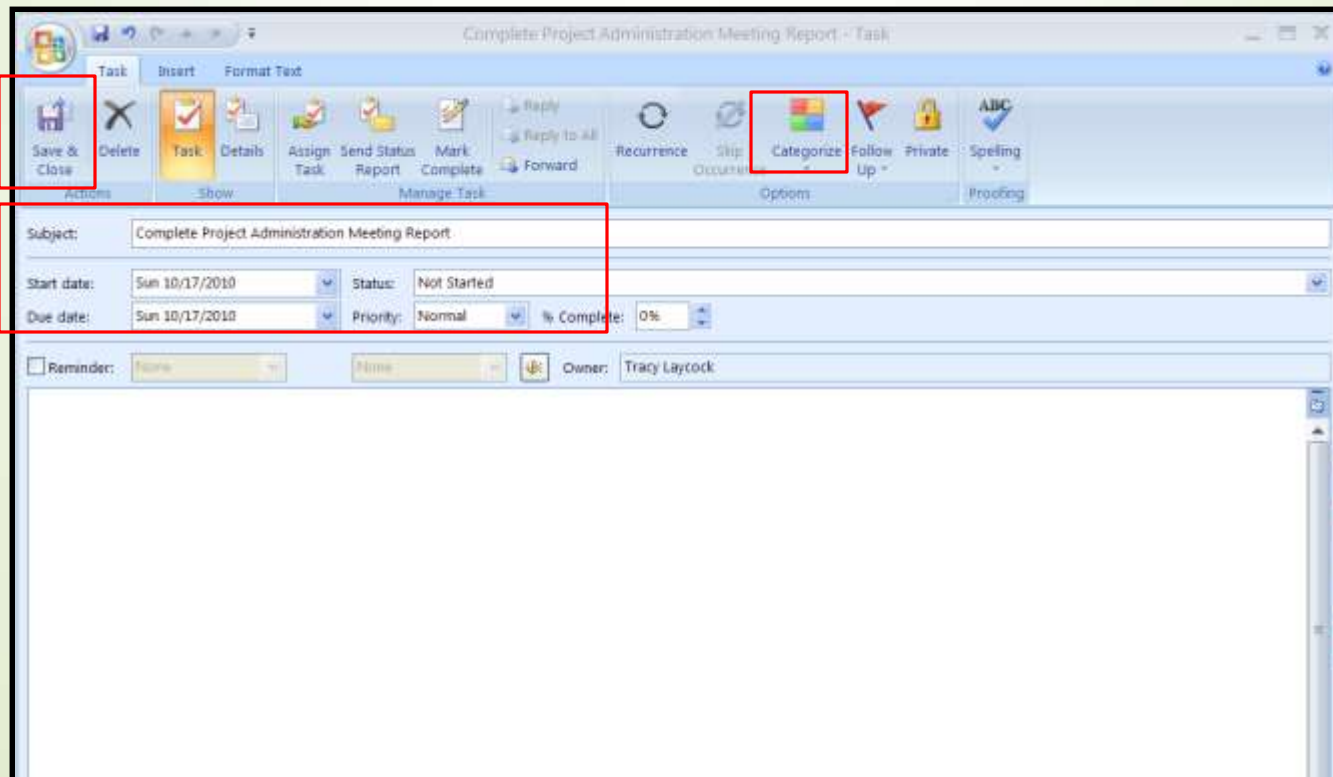 Complete Project Administration Meeting Report - Task
Task Insert Format Text
Save & Close
Delete
Task
Details
Assign Task
Send Status Report
Mark Complete
Reply
Reply to All
Forward
Recurrence
Skip Occurrence
Categorize
Follow Up
Private
ABC
Spelling
Actions Show Manage Task Options Proofing
Subject: Complete Project Administration Meeting Report
Start date: Sun 10/17/2010 Status: Not Started
Due date: Sun 10/17/2010 Priority: Normal % Complete: 0%
Reminder: None None Owner: Tracy Laycock